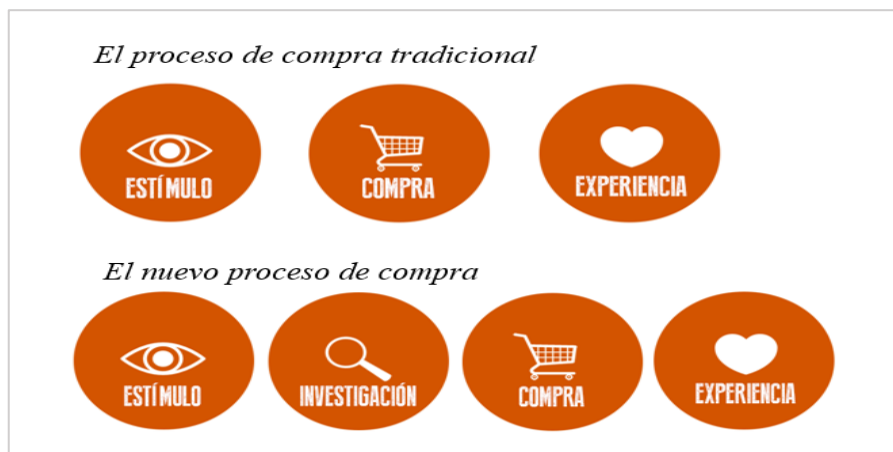 El proceso de compra tradicional
ESTÍMULO
COMPRA
EXPERIENCIA
El nuevo proceso de compra
ESTÍMULO
INVESTIGACIÓN
COMPRA
EXPERIENCIA